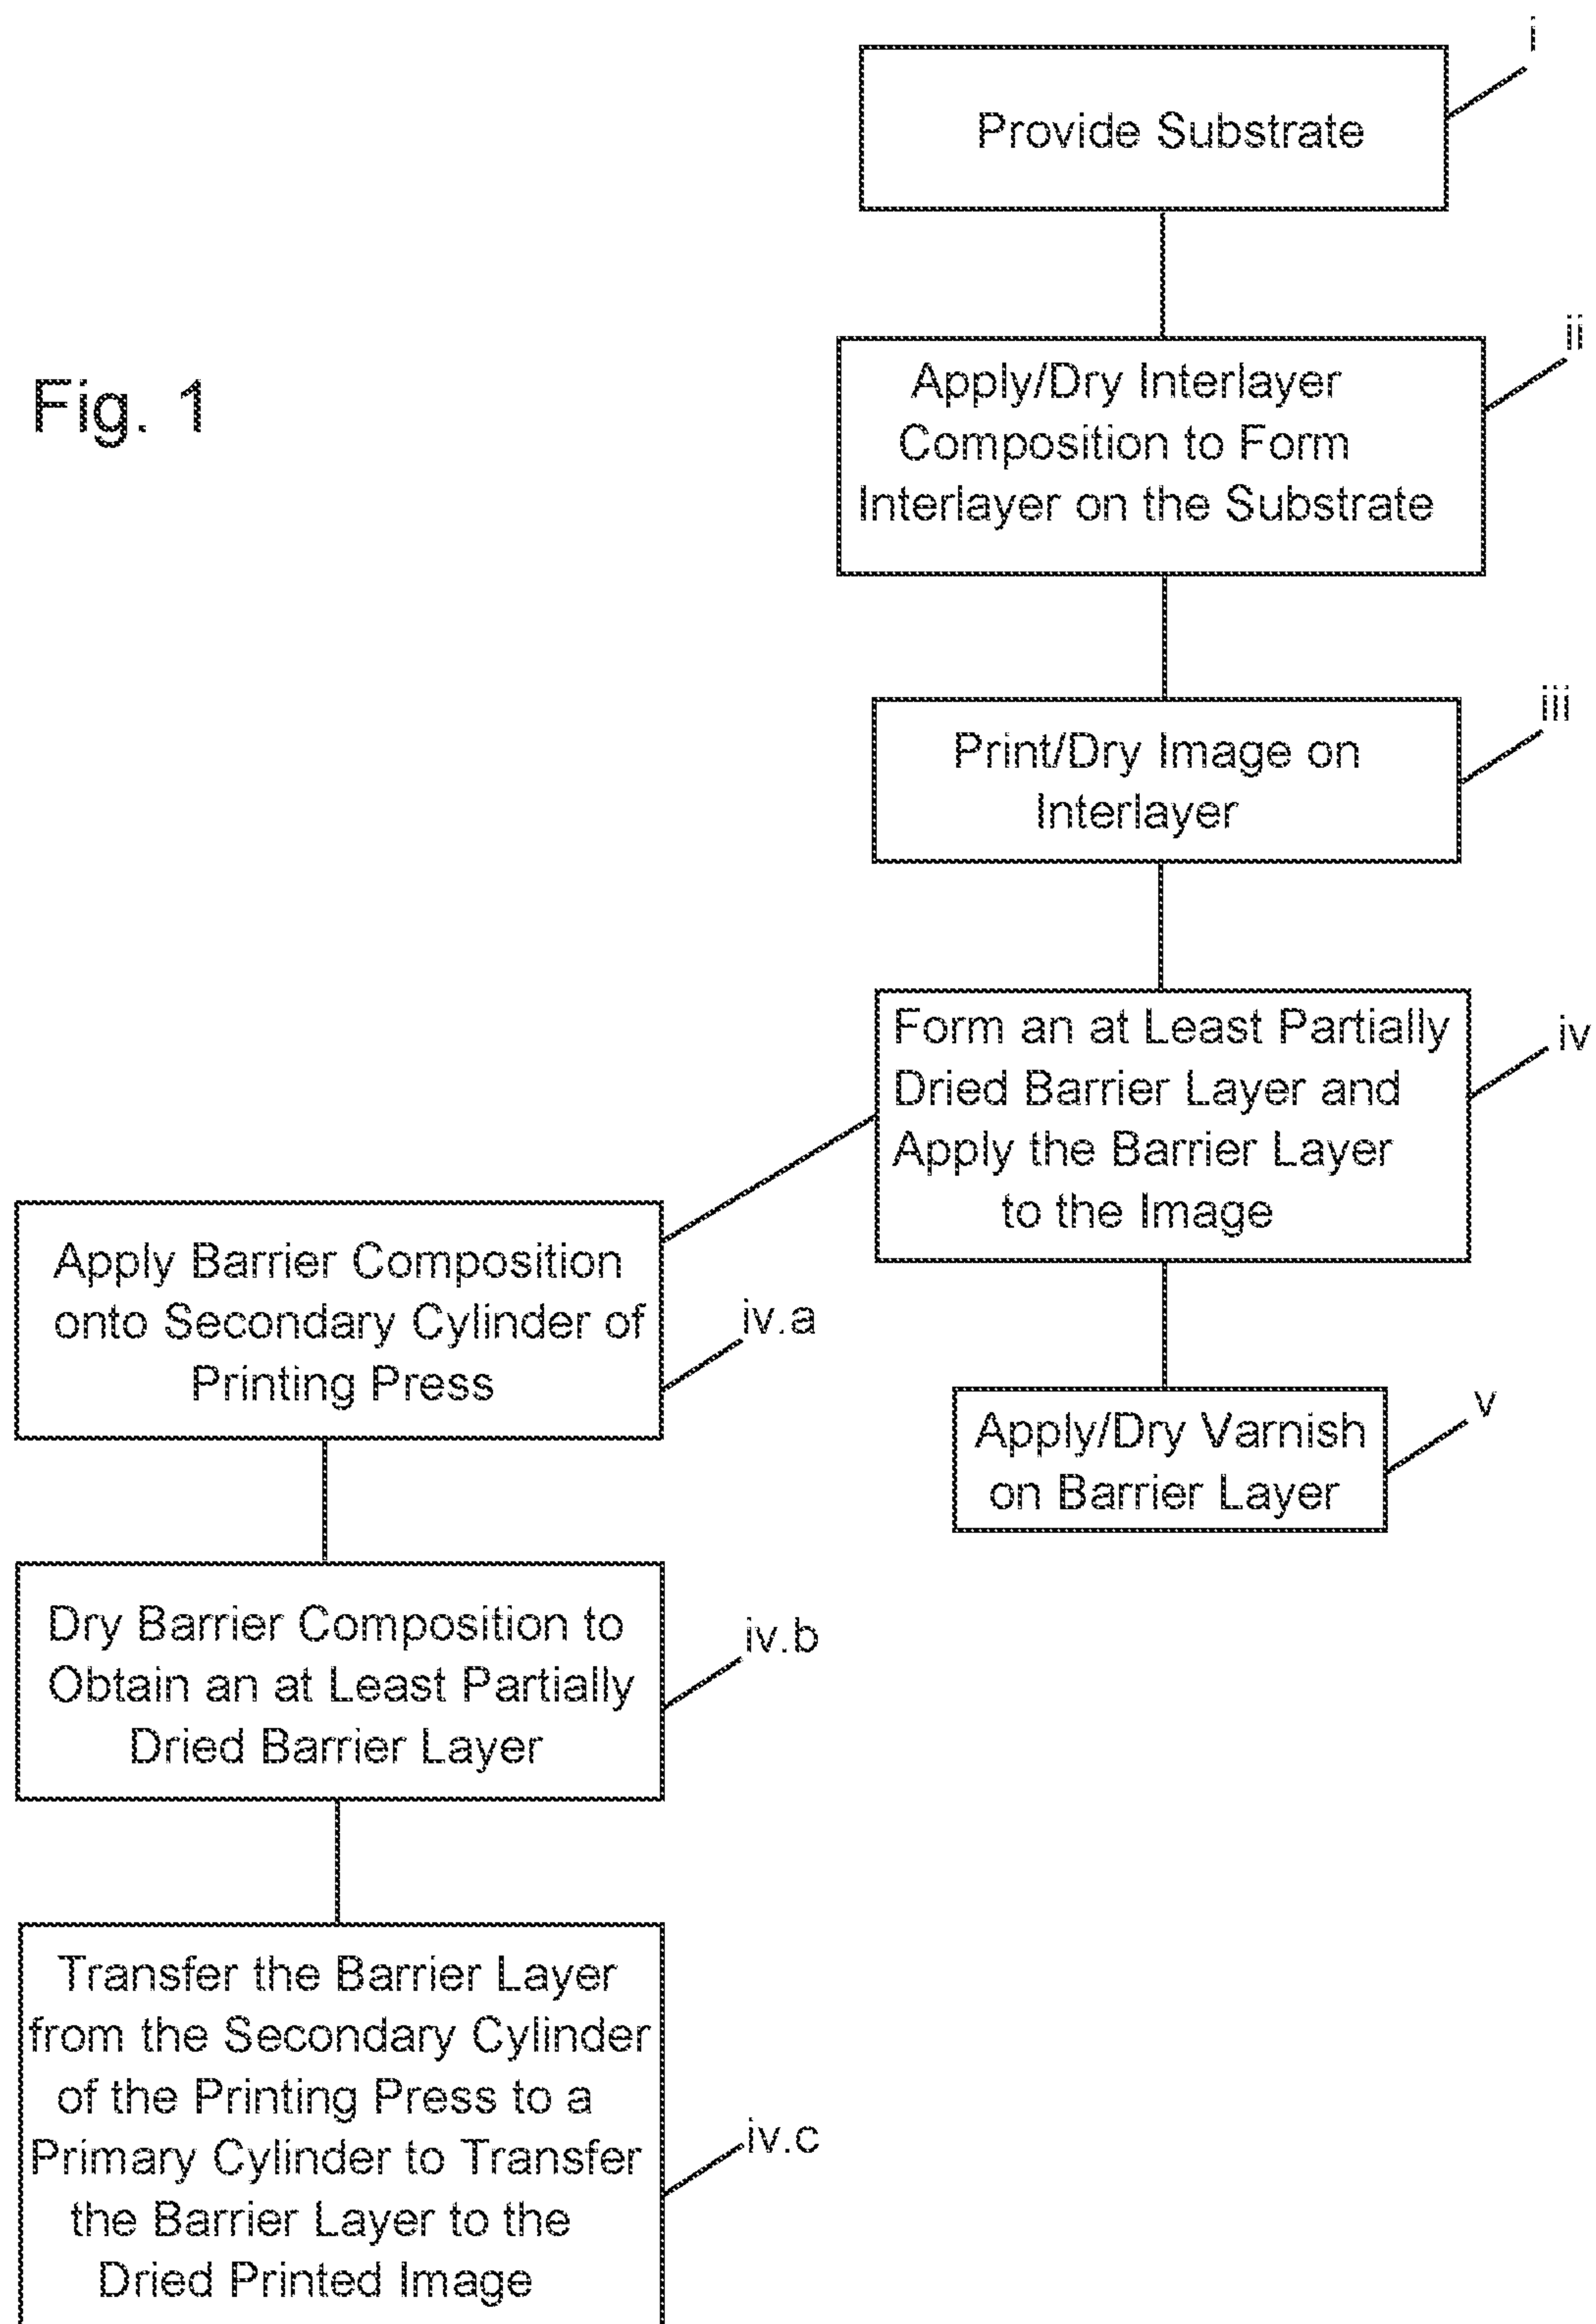 i
Provide Substrate
ii
Apply/Dry Interlayer
Composition to Form
Interlayer on the Substrate
Fig. 1
iii
Print/Dry Image on
Interlayer
iv
Form an at Least Partially
Dried Barrier Layer and
Apply the Barrier Layer
to the Image
Apply Barrier Composition
onto Secondary Cylinder of
Printing Press
iv.a
v
Apply/Dry Varnish
on Barrier Layer
Dry Barrier Composition to
Obtain an at Least Partially
Dried Barrier Layer
iv.b
Transfer the Barrier Layer
from the Secondary Cylinder
of the Printing Press to a
Primary Cylinder to Transfer
the Barrier Layer to the
Dried Printed Image
iv.c